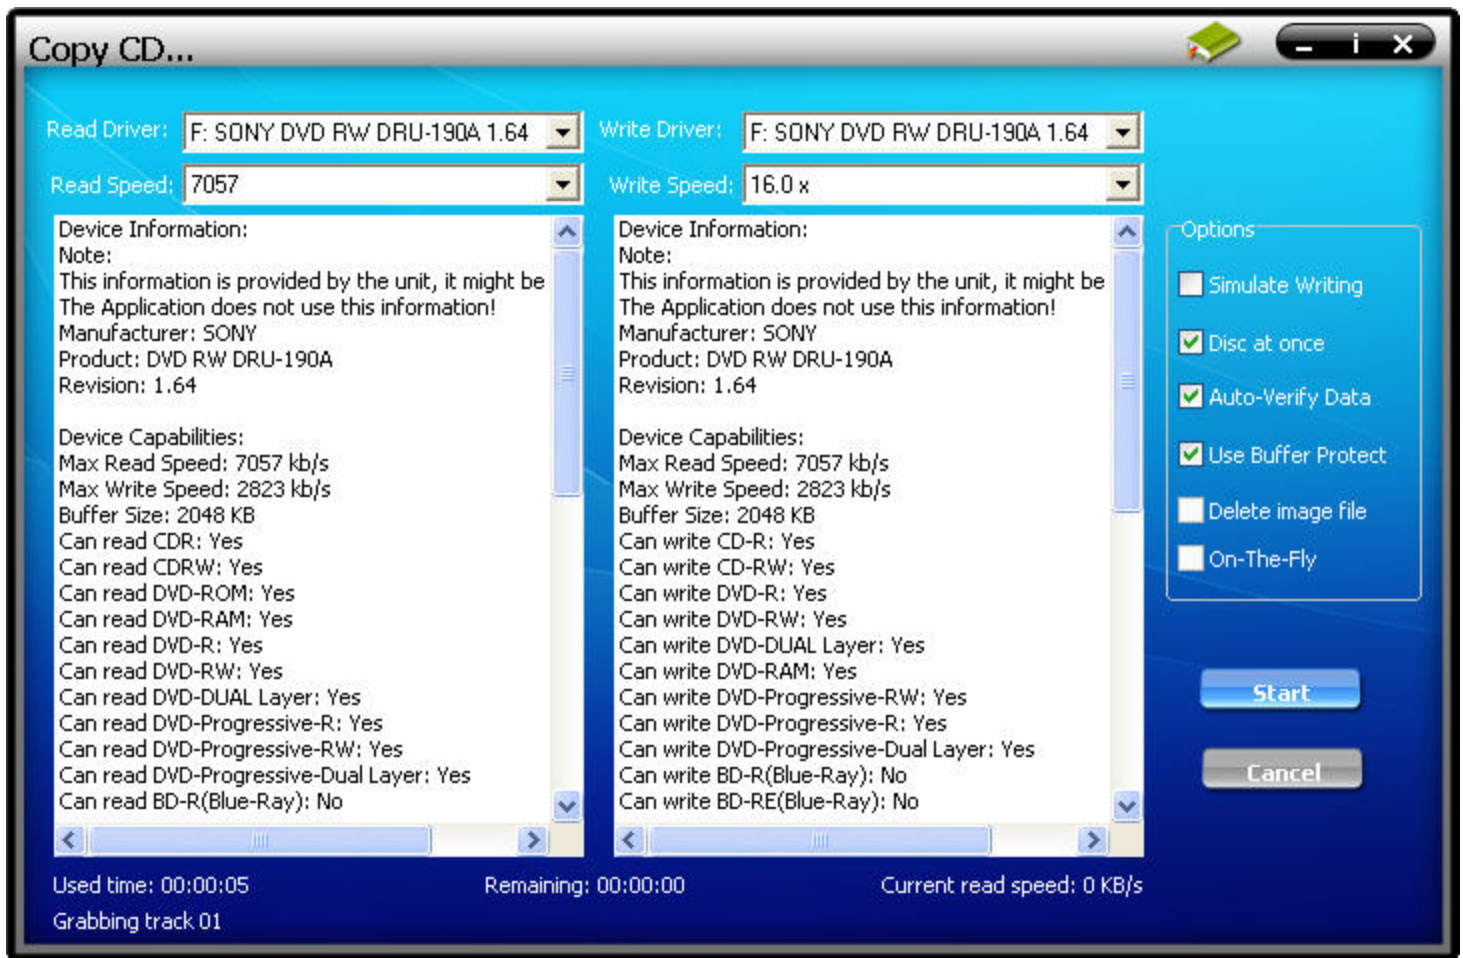 Copy CD...
Read Driver: F: SONY DVD RW DRU-190A 1.64
Write Driver: F: SONY DVD RW DRU-190A 1.64
Read Speed: 7057
Write Speed: 16.0 x
Device Information:
Note:
This information is provided by the unit, it might be
The Application does not use this information!
Manufacturer: SONY
Product: DVD RW DRU-190A
Revision: 1.64
Device Capabilities:
Max Read Speed: 7057 kb/s
Max Write Speed: 2823 kb/s
Buffer Size: 2048 KB
Can read CDR: Yes
Can read CDRW: Yes
Can read DVD-ROM: Yes
Can read DVD-RAM: Yes
Can read DVD-R: Yes
Can read DVD-RW: Yes
Can read DVD-DUAL Layer: Yes
Can read DVD-Progressive-R: Yes
Can read DVD-Progressive-RW: Yes
Can read DVD-Progressive-Dual Layer: Yes
Can read BD-R(Blue-Ray): No
Device Information:
Note:
This information is provided by the unit, it might be
The Application does not use this information!
Manufacturer: SONY
Product: DVD RW DRU-190A
Revision: 1.64
Device Capabilities:
Max Read Speed: 7057 kb/s
Max Write Speed: 2823 kb/s
Buffer Size: 2048 KB
Can write CD-R: Yes
Can write CD-RW: Yes
Can write DVD-R: Yes
Can write DVD-RW: Yes
Can write DVD-DUAL Layer: Yes
Can write DVD-RAM: Yes
Can write DVD-Progressive-RW: Yes
Can write DVD-Progressive-R: Yes
Can write DVD-Progressive-Dual Layer: Yes
Can write BD-R(Blue-Ray): No
Can write BD-RE(Blue-Ray): No
Options
Simulate Writing
Disc at once
Auto-Verify Data
Use Buffer Protect
Delete image file
On-The-Fly
Start
Cancel
Used time: 00:00:05
Remaining: 00:00:00
Current read speed: 0 KB/s
Grabbing track 01